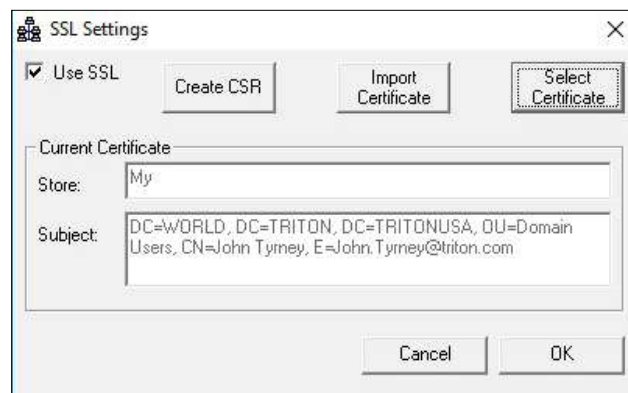 SSL Settings
Use SSL
Create CSR
Import
Certificate
Select
Certificate
Current Certificate
Store:
My
Subject:
DC=WORLD, DC=TRITON, DC=TRITONUSA, OU=Domain
Users, CN=John Tyrney, E=John.Tyrney@triton.com
Cancel
OK